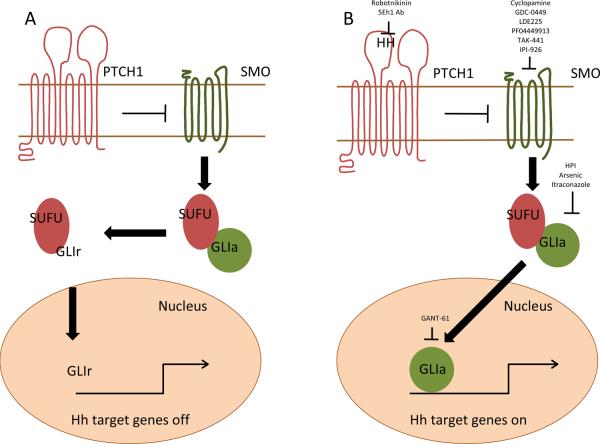 A
PTCH1
SMO
SUFU
GLIr
SUFU
GLIa
Nucleus
GLIr
Hh target genes off
B
Robotnikinin
5Eh1 Ab
HH
PTCH1
Cyclopamine
GDC-0449
LDE225
PF04449913
TAK-441
IPI-926
SMO
HPI
Arsenic
Itraconazole
SUFU
GLIa
Nucleus
GANT-61
GLIa
Hh target genes on